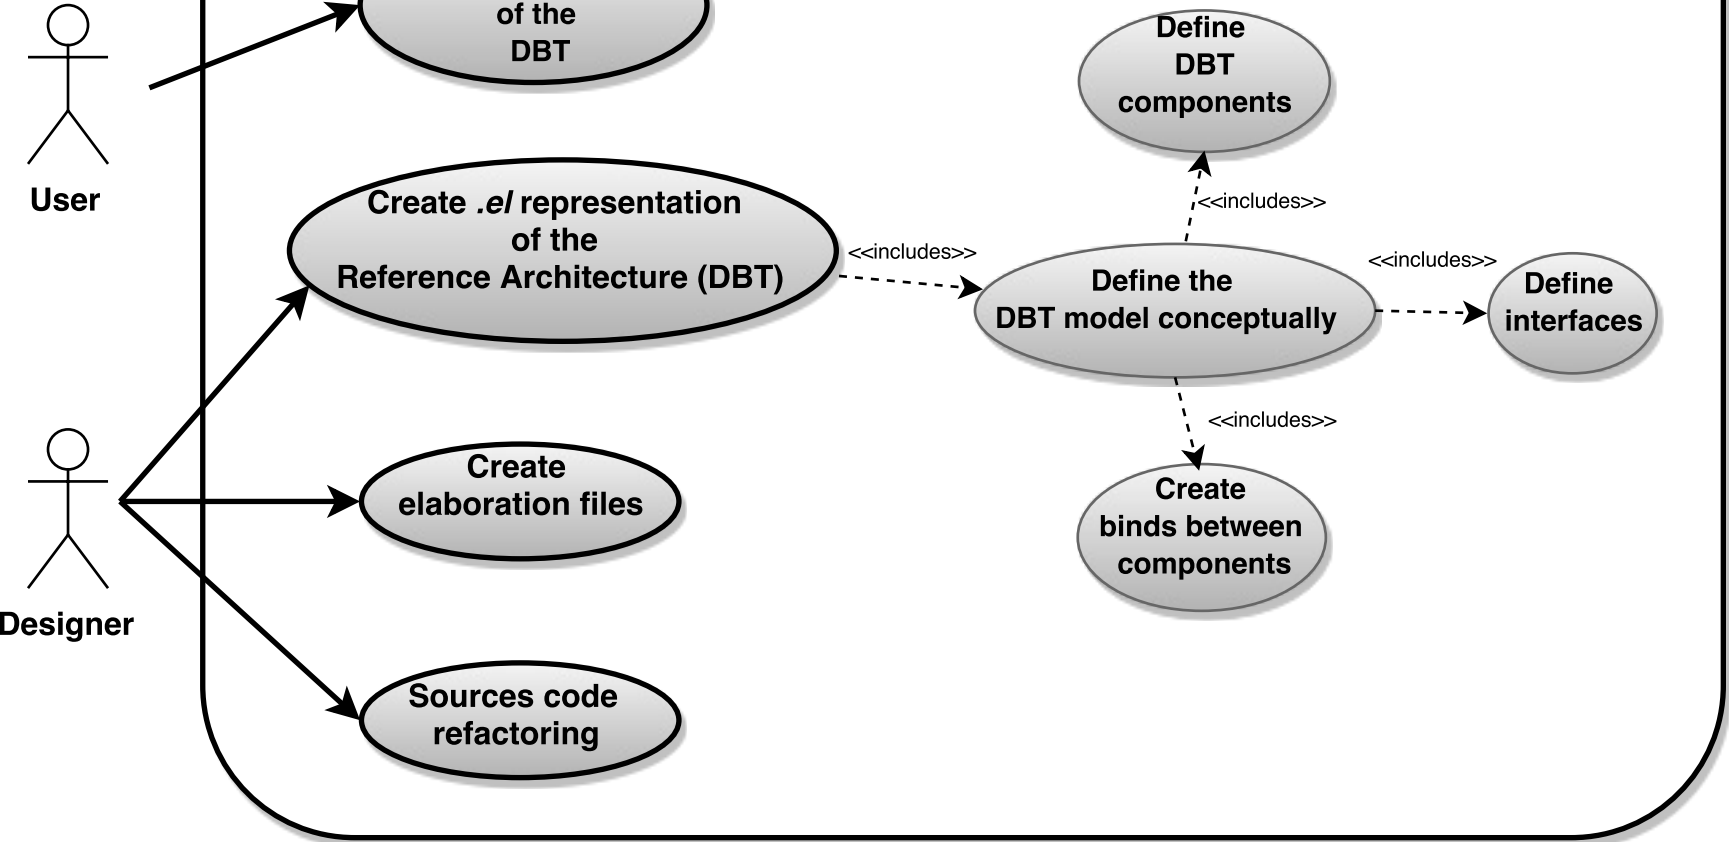 of the
DBT
User
Define
DBT
components
Create .el representation
of the
Reference Architecture (DBT)
<<includes>>
<<includes>>
Define the
DBT model conceptually
<<includes>>
Define
interfaces
<<includes>>
Designer
Create
elaboration files
Create
binds between
components
Sources code
refactoring